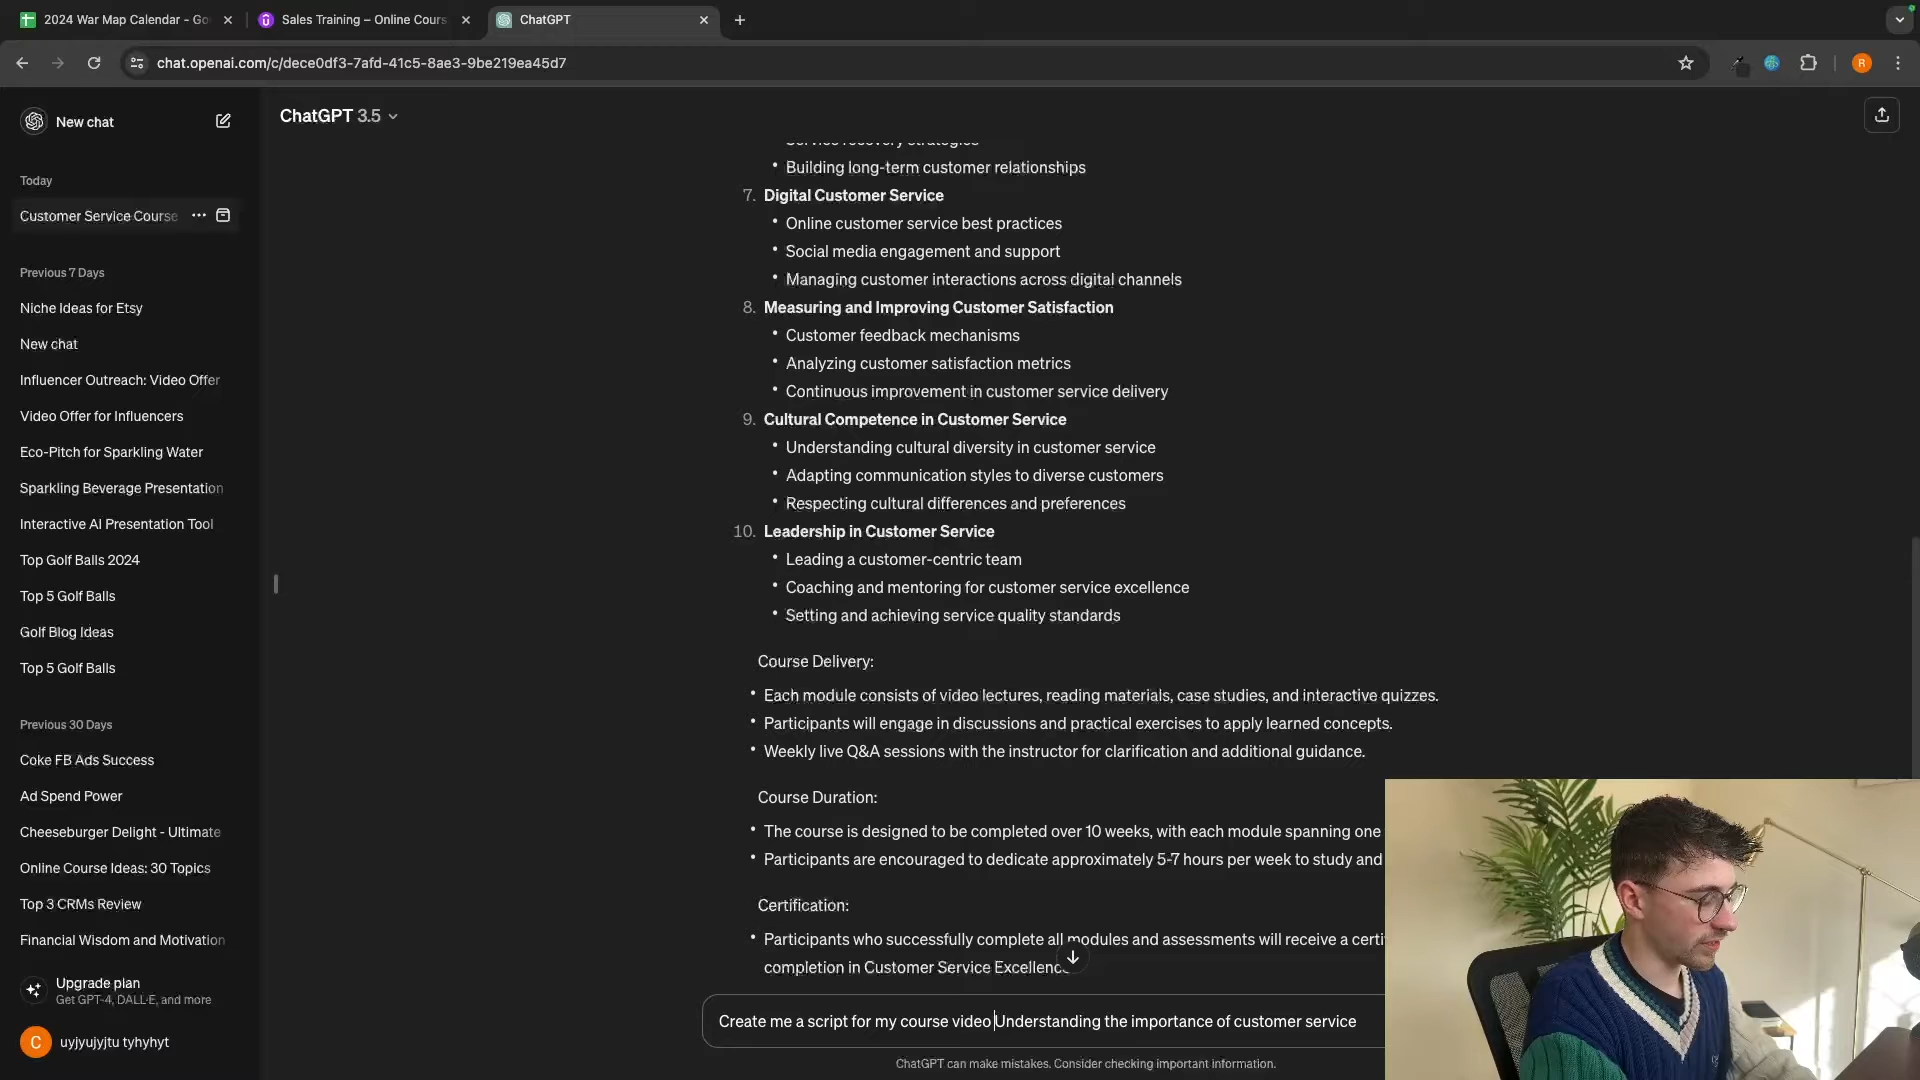 2024 War Map Calendar - Go
Sales Training – Online Cours
ChatGPT
chat.openai.com/c/dece0df3-7afd-41c5-8ae3-9be219ea45d7
R
New chat
Today
Customer Service Course
Previous 7 Days
Niche Ideas for Etsy
New chat
Influencer Outreach: Video Offer
Video Offer for Influencers
Eco-Pitch for Sparkling Water
Sparkling Beverage Presentation
Interactive AI Presentation Tool
Top Golf Balls 2024
Top 5 Golf Balls
Golf Blog Ideas
Top 5 Golf Balls
Previous 30 Days
Coke FB Ads Success
Ad Spend Power
Cheeseburger Delight - Ultimate
Online Course Ideas: 30 Topics
Top 3 CRMs Review
Financial Wisdom and Motivation
Upgrade plan
Get GPT-4, DALL·E, and more
C
uyjyujyjtu tyhyhyt
ChatGPT 3.5
Service recovery strategies
• Building long-term customer relationships
7. Digital Customer Service
• Online customer service best practices
• Social media engagement and support
• Managing customer interactions across digital channels
8. Measuring and Improving Customer Satisfaction
• Customer feedback mechanisms
• Analyzing customer satisfaction metrics
• Continuous improvement in customer service delivery
9. Cultural Competence in Customer Service
• Understanding cultural diversity in customer service
• Adapting communication styles to diverse customers
• Respecting cultural differences and preferences
10. Leadership in Customer Service
• Leading a customer-centric team
• Coaching and mentoring for customer service excellence
• Setting and achieving service quality standards
Course Delivery:
• Each module consists of video lectures, reading materials, case studies, and interactive quizzes.
• Participants will engage in discussions and practical exercises to apply learned concepts.
• Weekly live Q&A sessions with the instructor for clarification and additional guidance.
Course Duration:
• The course is designed to be completed over 10 weeks, with each module spanning one
• Participants are encouraged to dedicate approximately 5-7 hours per week to study and
Certification:
• Participants who successfully complete all modules and assessments will receive a certi
completion in Customer Service Excellenc
Create me a script for my course video Understanding the importance of customer service
ChatGPT can make mistakes. Consider checking important information.